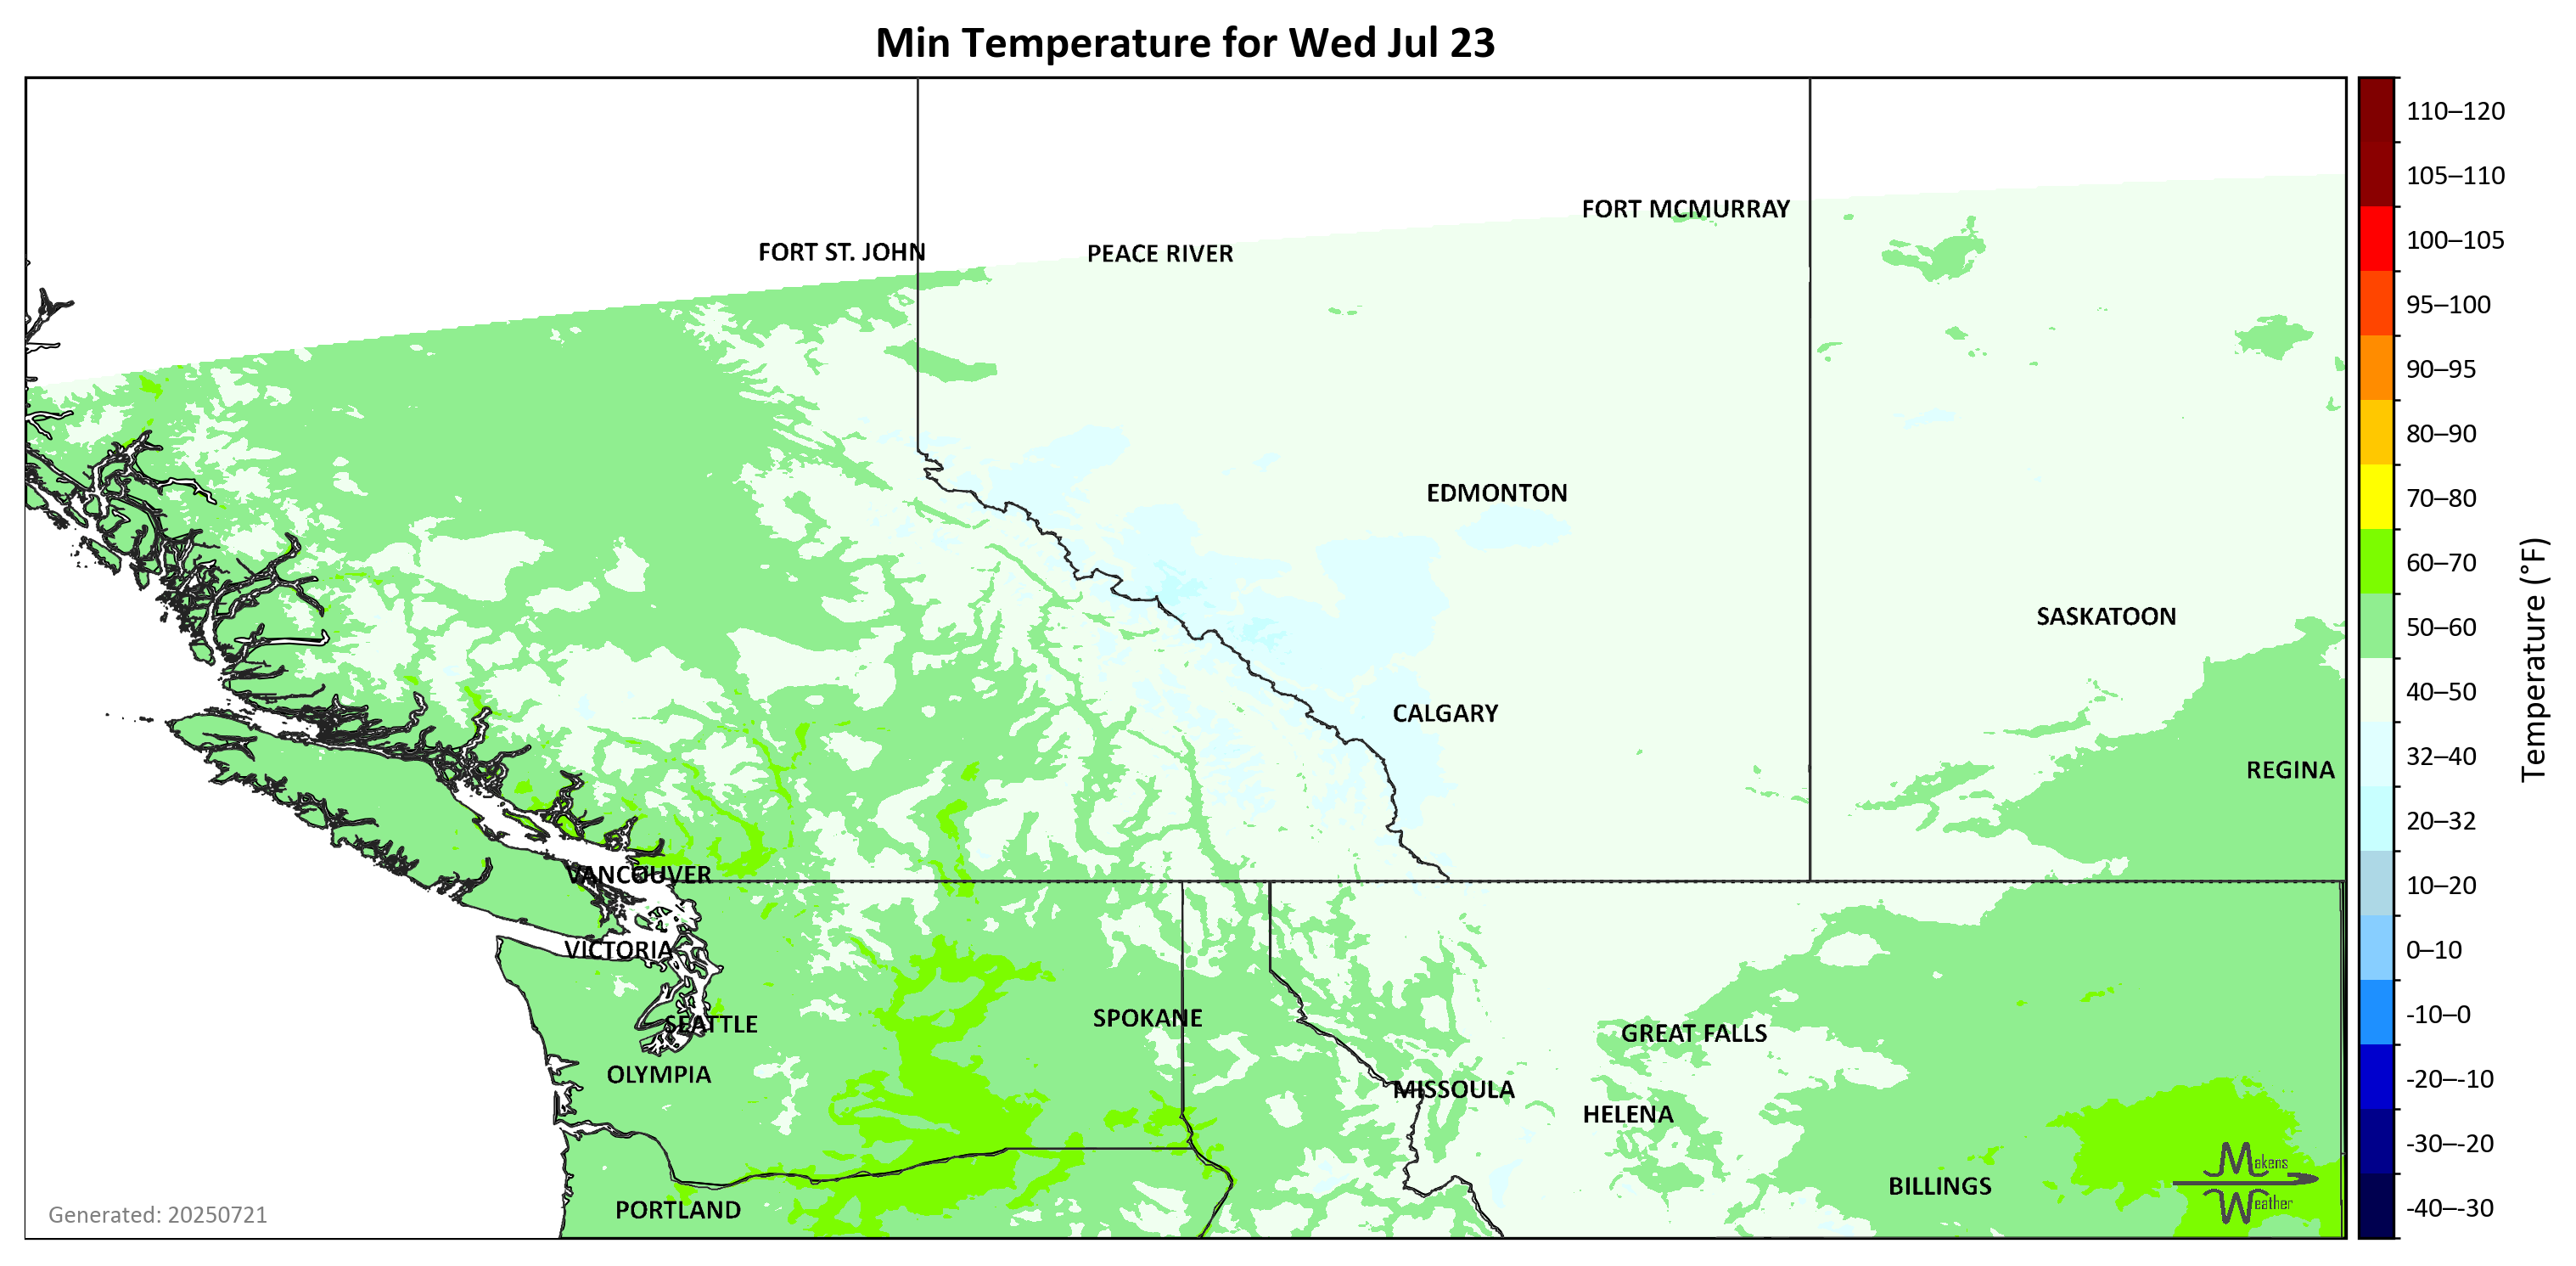 Min Temperature for Wed Jul 23
FORT MCMURRAY
FORT ST. JOHN
PEACE RIVER
EDMONTON
SASKATOON
CALGARY
REGINA
VANCOUVER
VICTORIA
SEATTLE
SPOKANE
GREAT FALLS
OLYMPIA
MISSOULA
HELENA
BILLINGS
PORTLAND
Makens
Weather
Generated: 20250721
110–120
105–110
100–105
95–100
90–95
80–90
70–80
60–70
50–60
40–50
32–40
20–32
10–20
0–10
-10–0
-20–-10
-30–-20
-40–-30
Temperature (°F)